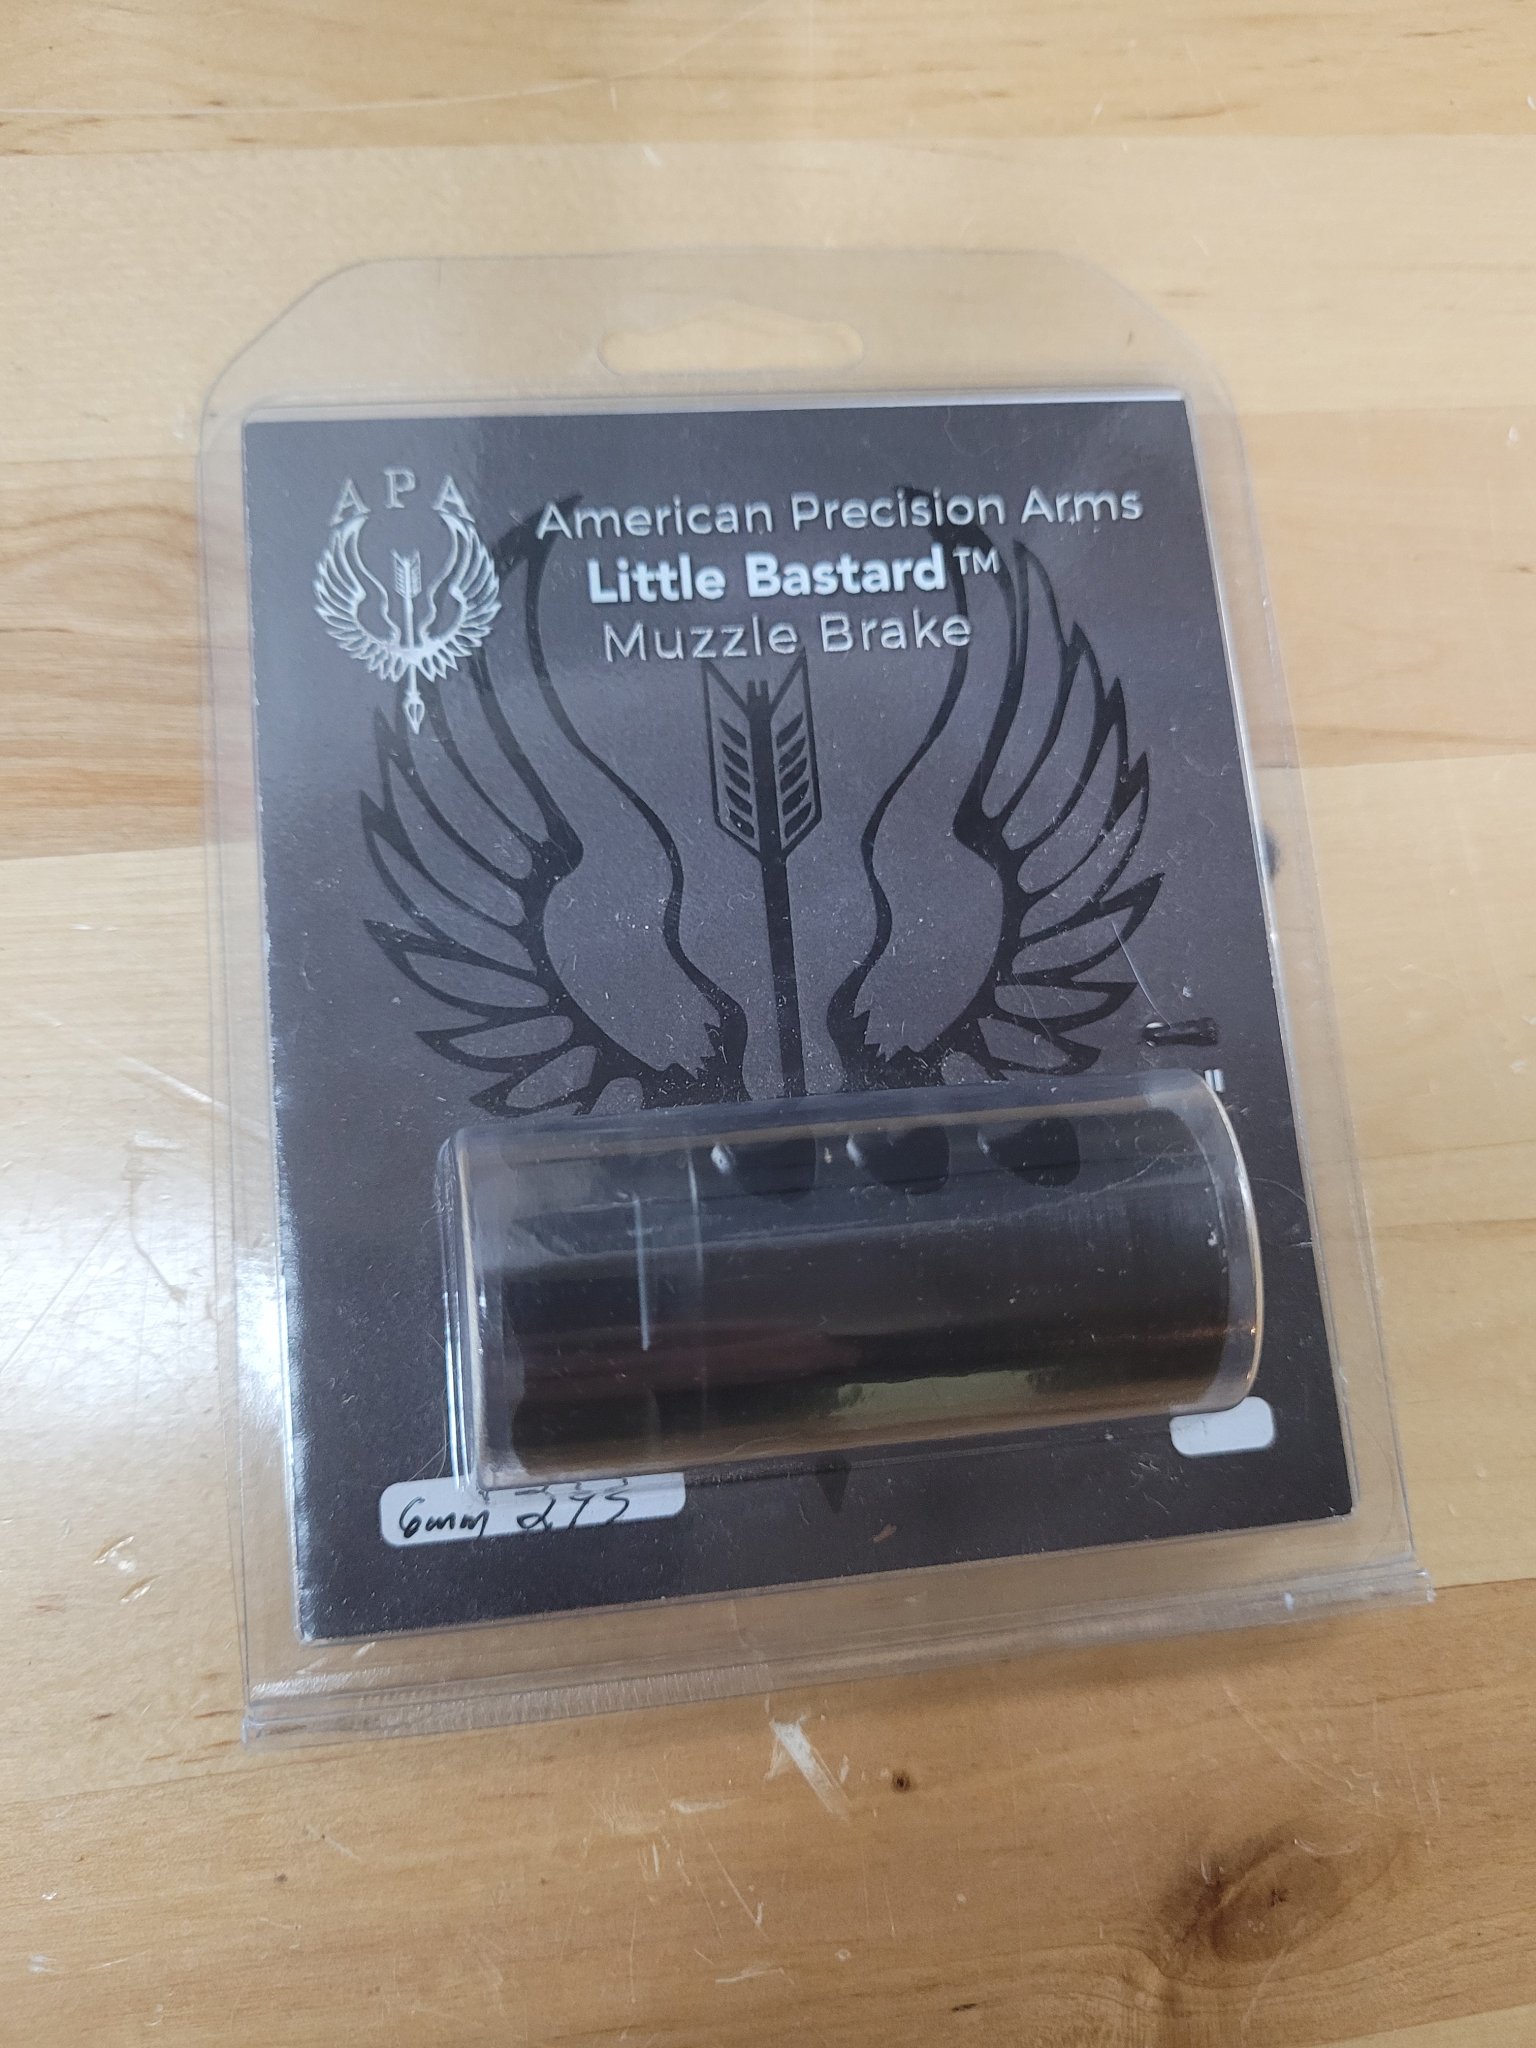 APA
American Precision Arms
Little Bastard™
Muzzle Brake
6mm